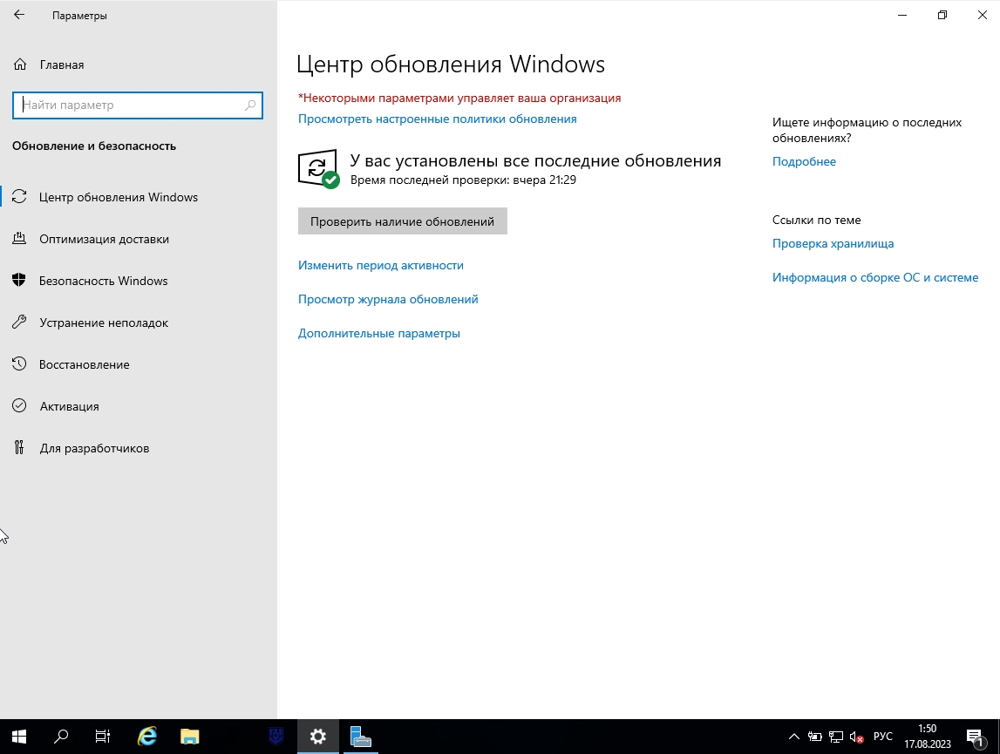 Параметры
Главная
Найти параметр
Обновление и безопасность
Центр обновления Windows
Оптимизация доставки
Безопасность Windows
Устранение неполадок
Восстановление
Активация
Для разработчиков
Центр обновления Windows
*Некоторыми параметрами управляет ваша организация
Просмотреть настроенные политики обновления
У вас установлены все последние обновления
Время последней проверки: вчера 21:29
Проверить наличие обновлений
Изменить период активности
Просмотр журнала обновлений
Дополнительные параметры
Ищете информацию о последних
обновлениях?
Подробнее
Ссылки по теме
Проверка хранилища
Информация о сборке ОС и системе
РУС
1:50
17.08.2023
1